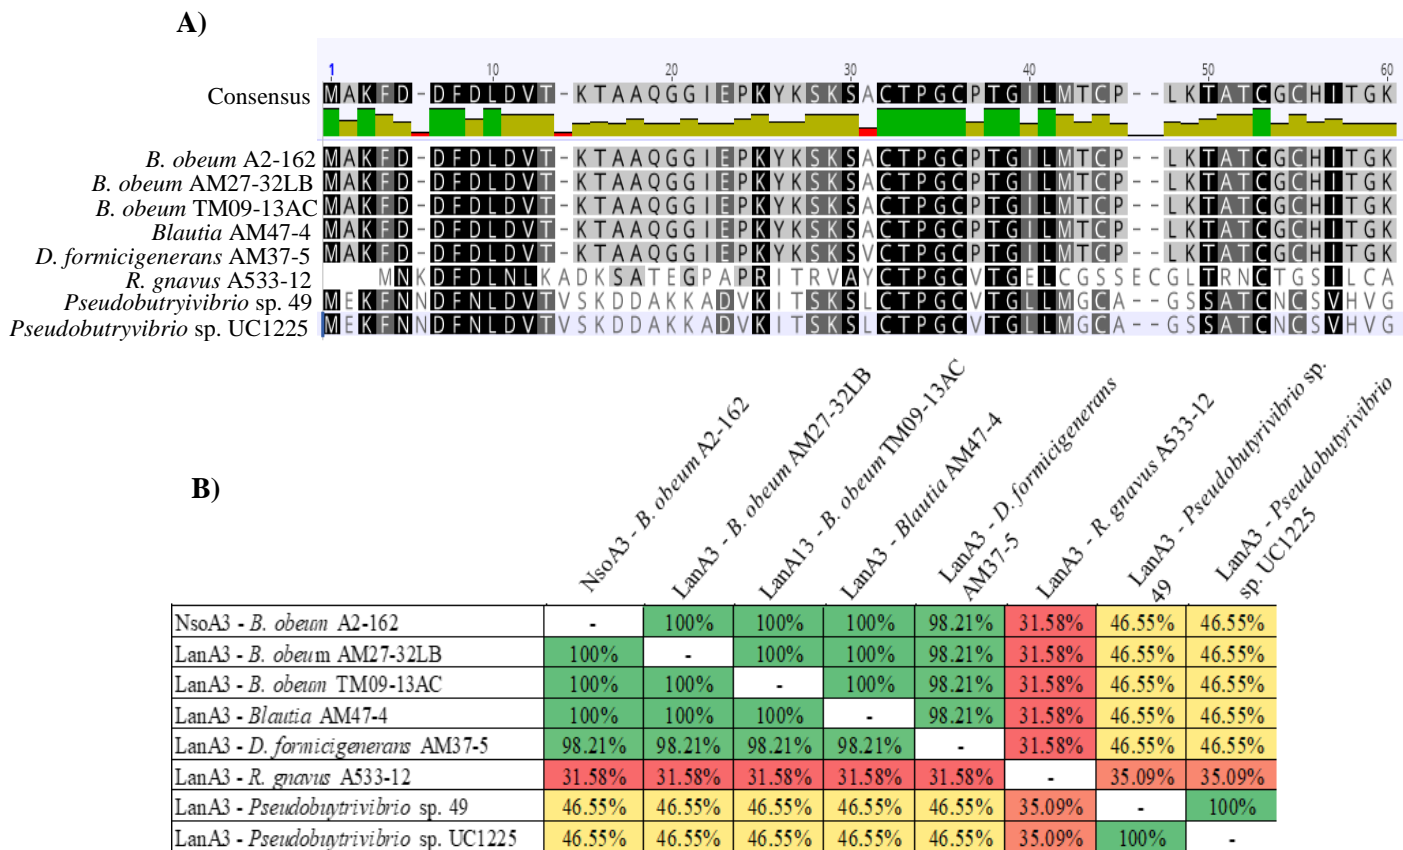 A)
1 10 20 30 40 50 60
Consensus MAKFD-DFDLDVT-KTAAQGGIEPKYKSKSACTPGCPTGILMTCP--LKTATCGCHITGK
B. obeum A2-162 MAKFD-DFDLDVT-KTAAQGGIEPKYKSKSACTPGCPTGILMTCP--LKTATCGCHITGK
B. obeum AM27-32LB MAKFD-DFDLDVT-KTAAQGGIEPKYKSKSACTPGCPTGILMTCP--LKTATCGCHITGK
B. obeum TM09-13AC MAKFD-DFDLDVT-KTAAQGGIEPKYKSKSACTPGCPTGILMTCP--LKTATCGCHITGK
Blautia AM47-4 MAKFD-DFDLDVT-KTAAQGGIEPKYKSKSACTPGCPTGILMTCP--LKTATCGCHITGK
D. formicigenerans AM37-5 MAKFD-DFDLDVT-KTAAQGGIEPKYKSKSVCTPGCPTGILMTCP--LKTATCGCHITGK
R. gnavus A533-12 MNKDFDLNLKADKSATEGPAPRITRVAYCTPGCVTGELCGSSECGLTRNCTGSILCA
Pseudobutryivibrio sp. 49 MEKFNNDFNLDVTVSKDDAKKADVKITSKSLCTPGCVTGLLMGCA--GSSATCNCSVHVG
Pseudobutryvibrio sp. UC1225 MEKFNNDFNLDVTVSKDDAKKADVKITSKSLCTPGCVTGLLMGCA--GSSATCNCSVHVG
B)
NsoA3 - B. obeum A2-162
LanA3 - B. obeum AM27-32LB
LanA13 - B. obeum TM09-13AC
LanA3 - Blautia AM47-4
LanA3 - D. formicigenerans
AM37-5
LanA3 - R. gnavus A533-12
LanA3 - Pseudobutyrivibrio sp.
49
LanA3 - Pseudobutyrivibrio
sp. UC1225
NsoA3 - B. obeum A2-162 - 100% 100% 100% 98.21% 31.58% 46.55% 46.55%
LanA3 - B. obeum AM27-32LB 100% - 100% 100% 98.21% 31.58% 46.55% 46.55%
LanA3 - B. obeum TM09-13AC 100% 100% - 100% 98.21% 31.58% 46.55% 46.55%
LanA3 - Blautia AM47-4 100% 100% 100% - 98.21% 31.58% 46.55% 46.55%
LanA3 - D. formicigenerans AM37-5 98.21% 98.21% 98.21% 98.21% - 31.58% 46.55% 46.55%
LanA3 - R. gnavus A533-12 31.58% 31.58% 31.58% 31.58% 31.58% - 35.09% 35.09%
LanA3 - Pseudobuytrivibrio sp. 49 46.55% 46.55% 46.55% 46.55% 46.55% 35.09% - 100%
LanA3 - Pseudobuytrivibrio sp. UC1225 46.55% 46.55% 46.55% 46.55% 46.55% 35.09% 100% -